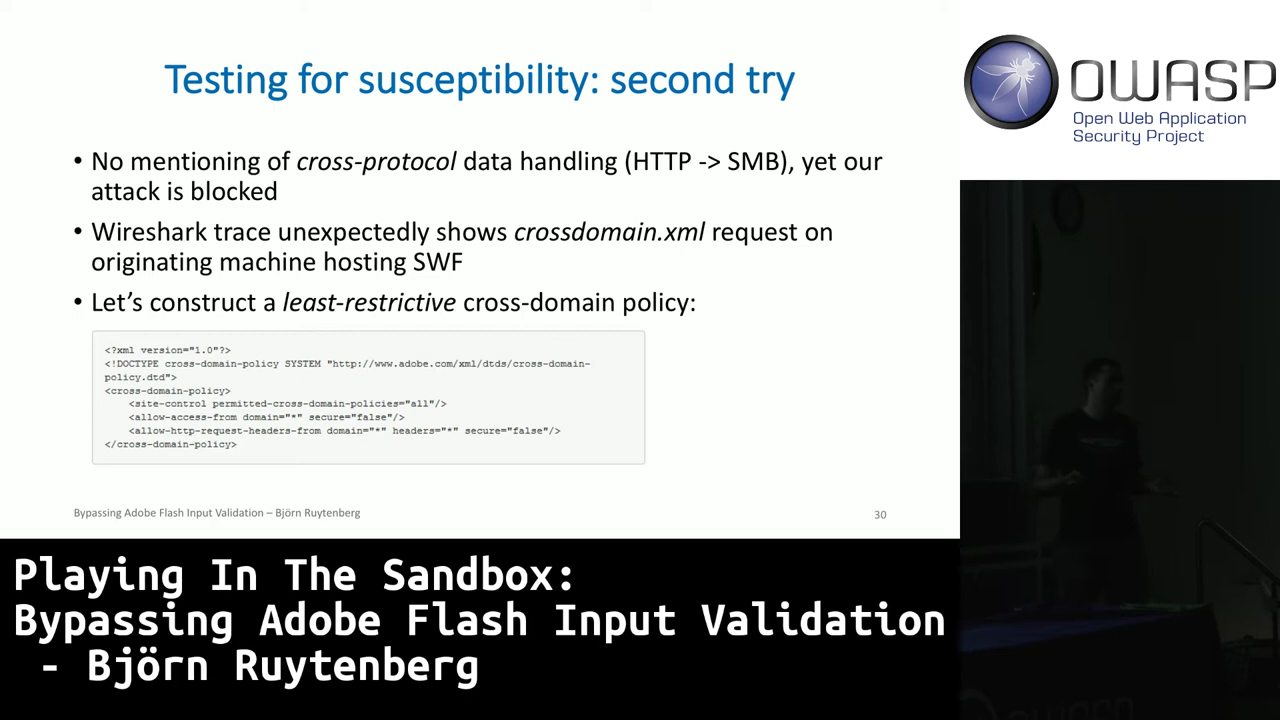 Testing for susceptibility: second try
• No mentioning of cross-protocol data handling (HTTP -> SMB), yet our
attack is blocked
• Wireshark trace unexpectedly shows crossdomain.xml request on
originating machine hosting SWF
• Let's construct a least-restrictive cross-domain policy:
<?xml version="1.0"?>
<!DOCTYPE cross-domain-policy SYSTEM "http://www.adobe.com/xml/dtds/cross-domain-
policy.dtd">
<cross-domain-policy>
<site-control permitted-cross-domain-policies="all"/>
<allow-access-from domain="*" secure="false"/>
<allow-http-request-headers-from domain="*" headers="*" secure="false"/>
</cross-domain-policy>
Bypassing Adobe Flash Input Validation – Björn Ruytenberg
30
OWASP
Open Web Application
Security Project
Playing In The Sandbox:
Bypassing Adobe Flash Input Validation
- Björn Ruytenberg